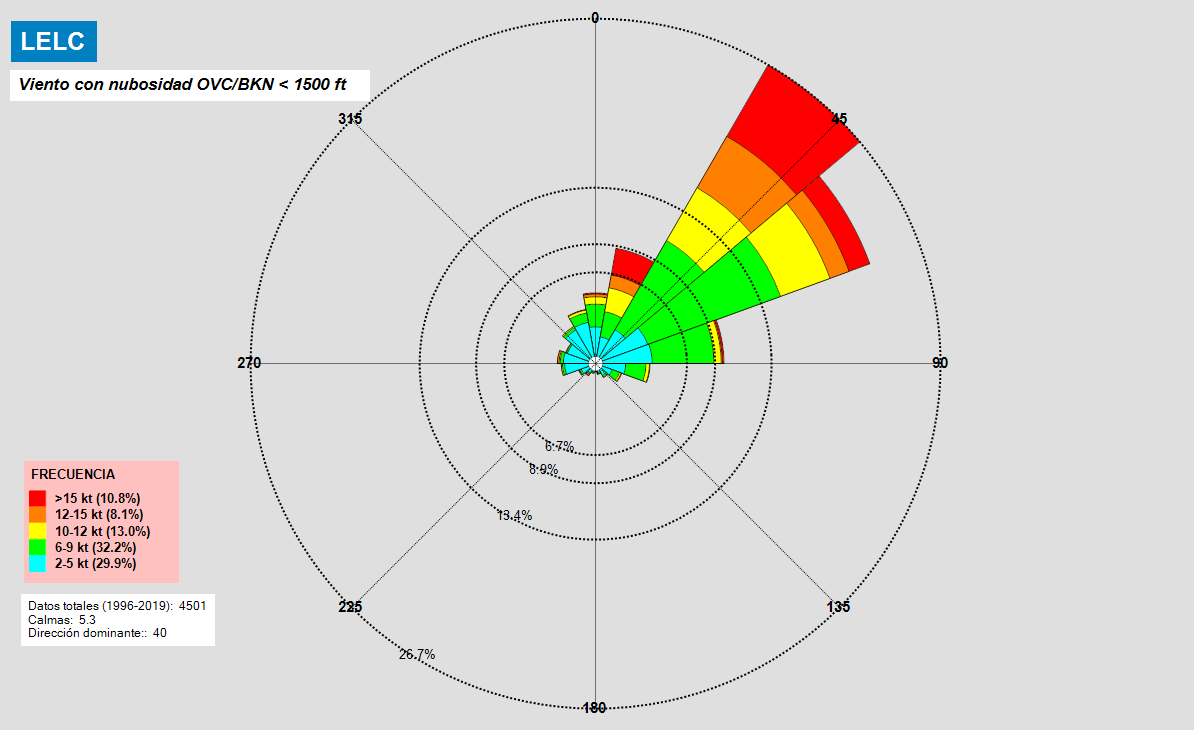 LELC
Viento con nubosidad OVC/BKN < 1500 ft
0
315
45
270
90
6.7%
8.9%
13.4%
225
135
26.7%
180
FRECUENCIA
>15 kt (10.8%)
12-15 kt (8.1%)
10-12 kt (13.0%)
6-9 kt (32.2%)
2-5 kt (29.9%)
Datos totales (1996-2019): 4501
Calmas: 5.3
Dirección dominante:: 40